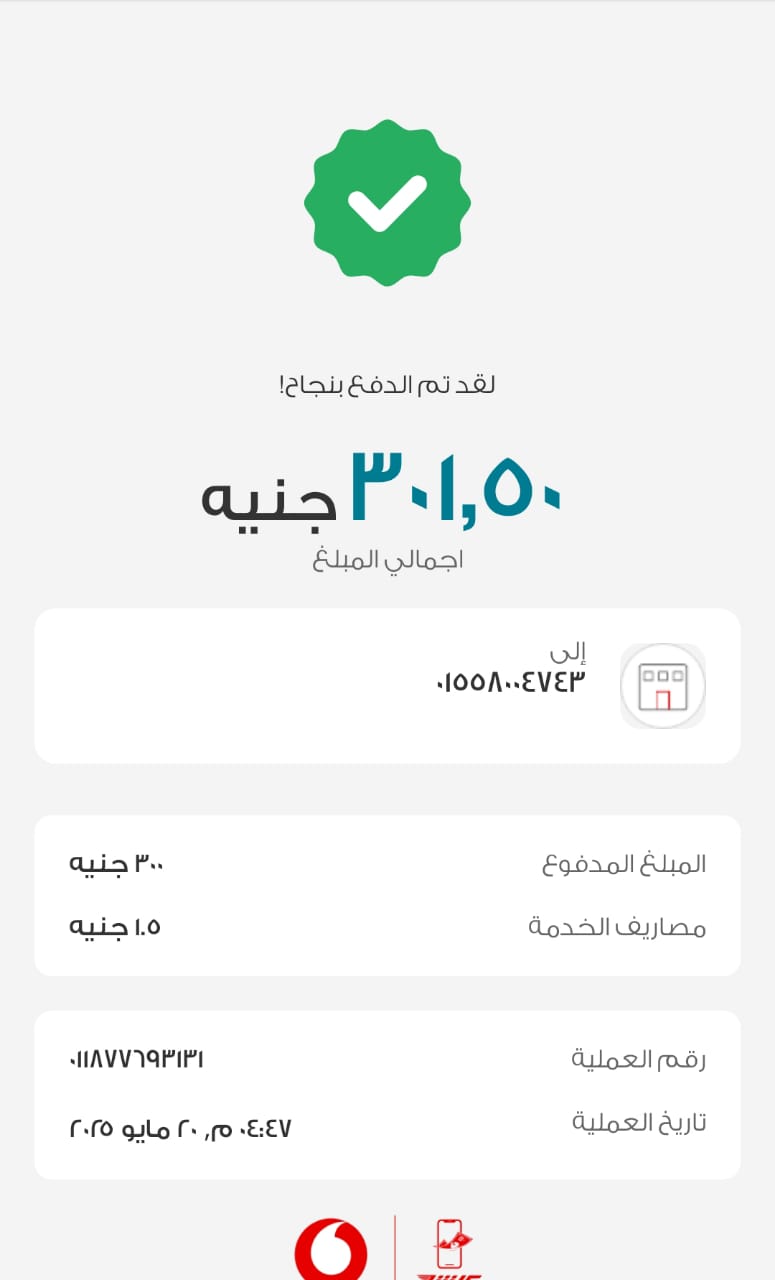 لقد تم الدفع بنجاح!
٣٠١,٥٠ جنيه
اجمالي المبلغ
إلى
٠١٥٥٨٠٠٤٧٤٣
المبلغ المدفوع ٣٠٠ جنيه
مصاريف الخدمة ١.٥ جنيه
رقم العملية ٠١١٨٧٧٦٩٣١٣١
تاريخ العملية ٠٤:٤٧ م, ٢٠ مايو ٢٠٢٥